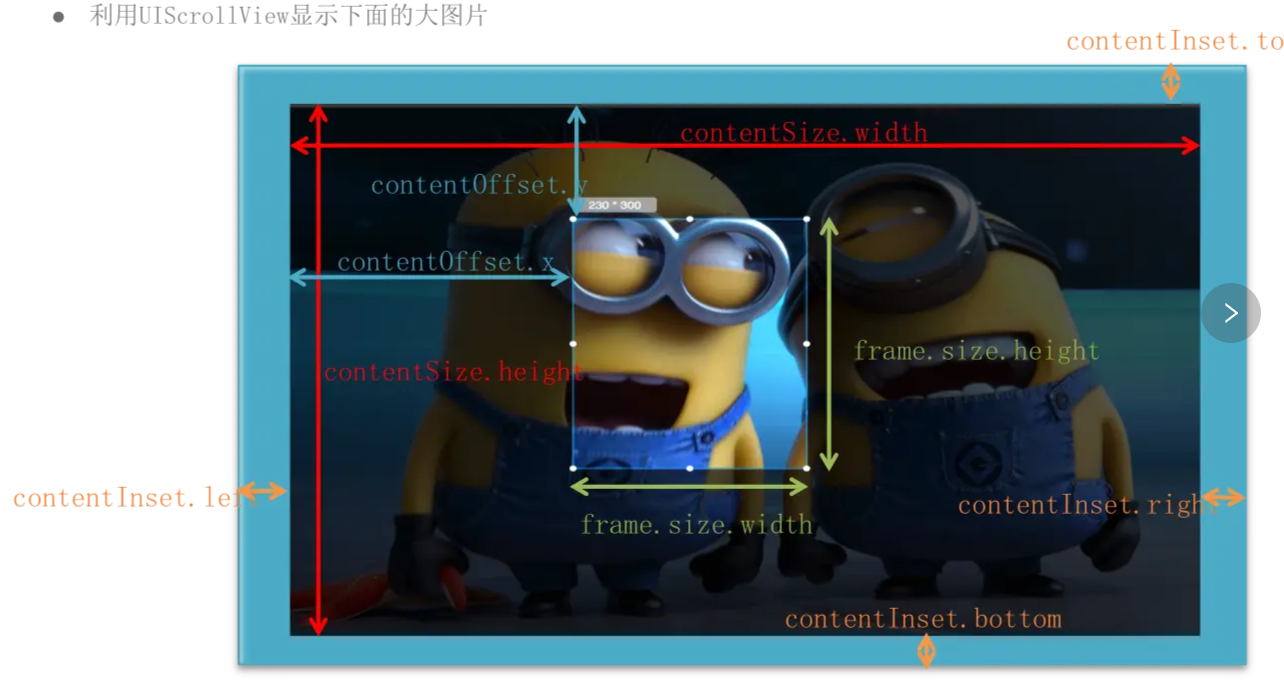 利用UIScrollView显示下面的大图片
contentInset.to
contentSize.width
contentOffset.y
230 * 300
contentOffset.x
frame.size.height
contentSize.height
contentInset.lef
contentInset.right
frame.size.width
contentInset.bottom